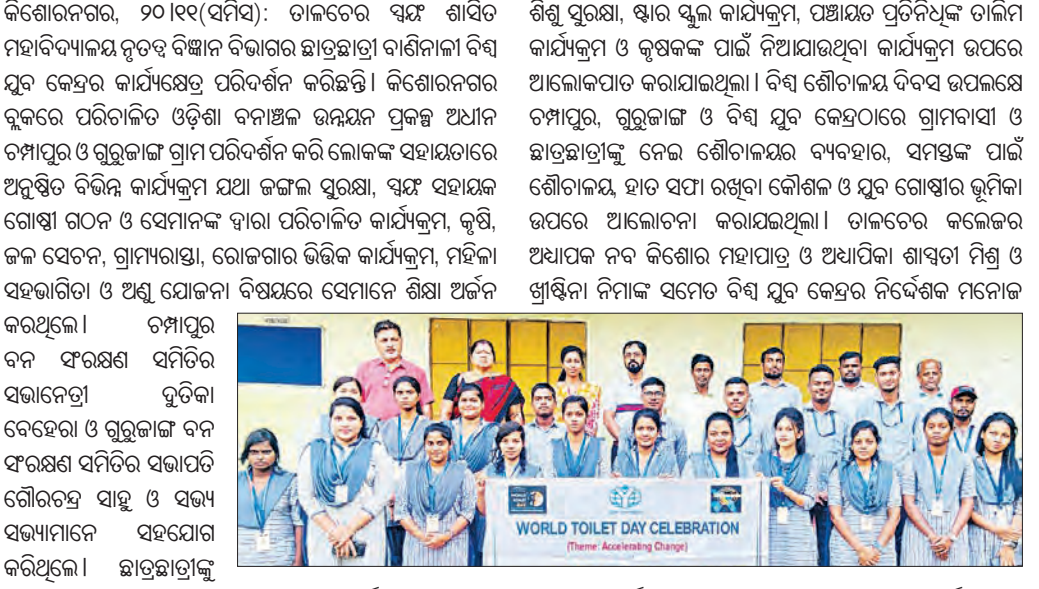 କିଶୋରନଗର, ୨୦।୧୧(ସମିସ): ତାଳଚେର ସ୍ୱୟଂ ଶାସିତ
ମହାବିଦ୍ୟାଳୟ ନୃତତ୍ୱ ବିଜ୍ଞାନ ବିଭାଗର ଛାତ୍ରଛାତ୍ରୀ ବାଣିନାଳୀ ବିଶ୍ୱ
ଯୁବ କେନ୍ଦ୍ରର କାର୍ଯ୍ୟକ୍ଷେତ୍ର ପରିଦର୍ଶନ କରିଛନ୍ତି। କିଶୋରନଗର
ବ୍ଲକରେ ପରିଚାଳିତ ଓଡ଼ିଶା ବନାଞ୍ଚଳ ଉନ୍ନୟନ ପ୍ରକଳ୍ପ ଅଧୀନ
ଚମ୍ପାପୁର ଓ ଗୁରୁଜାଙ୍ଗ ଗ୍ରାମ ପରିଦର୍ଶନ କରି ଲୋକଙ୍କ ସହାୟତାରେ
ଅନୁଷ୍ଠିତ ବିଭିନ୍ନ କାର୍ଯ୍ୟକ୍ରମ ଯଥା ଜଙ୍ଗଲ ସୁରକ୍ଷା, ସ୍ୱୟଂ ସହାୟକ
ଗୋଷ୍ଠୀ ଗଠନ ଓ ସେମାନଙ୍କ ଦ୍ୱାରା ପରିଚାଳିତ କାର୍ଯ୍ୟକ୍ରମ, କୃଷି,
ଜଳ ସେଚନ, ଗ୍ରାମ୍ୟରାସ୍ତା, ରୋଜଗାର ଭିତ୍ତିକ କାର୍ଯ୍ୟକ୍ରମ, ମହିଳା
ସହଭାଗିତା ଓ ଅଣୁ ଯୋଜନା ବିଷୟରେ ସେମାନେ ଶିକ୍ଷା ଅର୍ଜନ
କରଥିଲେ। ଚମ୍ପାପୁର
ବନ ସଂରକ୍ଷଣ ସମିତିର
ସଭାନେତ୍ରୀ ଦୁତିକା
ବେହେରା ଓ ଗୁରୁଜାଙ୍ଗ ବନ
ସଂରକ୍ଷଣ ସମିତିର ସଭାପତି
ଗୌରଚନ୍ଦ୍ର ସାହୁ ଓ ସଭ୍ୟ
ସଭ୍ୟାମାନେ ସହଯୋଗ
କରିଥିଲେ। ଛାତ୍ରଛାତ୍ରୀଙ୍କୁ
ଶିଶୁ ସୁରକ୍ଷା, ଷ୍ଟାର ସ୍କୁଲ କାର୍ଯ୍ୟକ୍ରମ, ପଞ୍ଚାୟତ ପ୍ରତିନିଧିଙ୍କ ତାଲିମ
କାର୍ଯ୍ୟକ୍ରମ ଓ କୃଷକଙ୍କ ପାଇଁ ନିଆଯାଉଥିବା କାର୍ଯ୍ୟକ୍ରମ ଉପରେ
ଆଲୋକପାତ କରାଯାଇଥିଲା। ବିଶ୍ୱ ଶୌଚାଳୟ ଦିବସ ଉପଲକ୍ଷେ
ଚମ୍ପାପୁର, ଗୁରୁଜାଙ୍ଗ ଓ ବିଶ୍ୱ ଯୁବ କେନ୍ଦ୍ରଠାରେ ଗ୍ରାମବାସୀ ଓ
ଛାତ୍ରଛାତ୍ରୀଙ୍କୁ ନେଇ ଶୌଚାଳୟର ବ୍ୟବହାର, ସମସ୍ତଙ୍କ ପାଇଁ
ଶୌଚାଳୟ, ହାତ ସଫା ରଖିବା କୌଶଳ ଓ ଯୁବ ଗୋଷ୍ଠୀର ଭୂମିକା
ଉପରେ ଆଲୋଚନା କରାଯଇଥିଲା। ତାଳଚେର କଲେଜର
ଅଧାପକ ନବ କିଶୋର ମହାପାତ୍ର ଓ ଅଧାପିକା ଶାସ୍ୱତୀ ମିଶ୍ର ଓ
ଖ୍ରୀଷ୍ଟିନା ନିମାଙ୍କ ସମେତ ବିଶ୍ୱ ଯୁବ କେନ୍ଦ୍ରର ନିର୍ଦ୍ଦେଶକ ମନୋଜ
WORLD TOILET DAY CELEBRATION
(Theme: Accelerating Change)